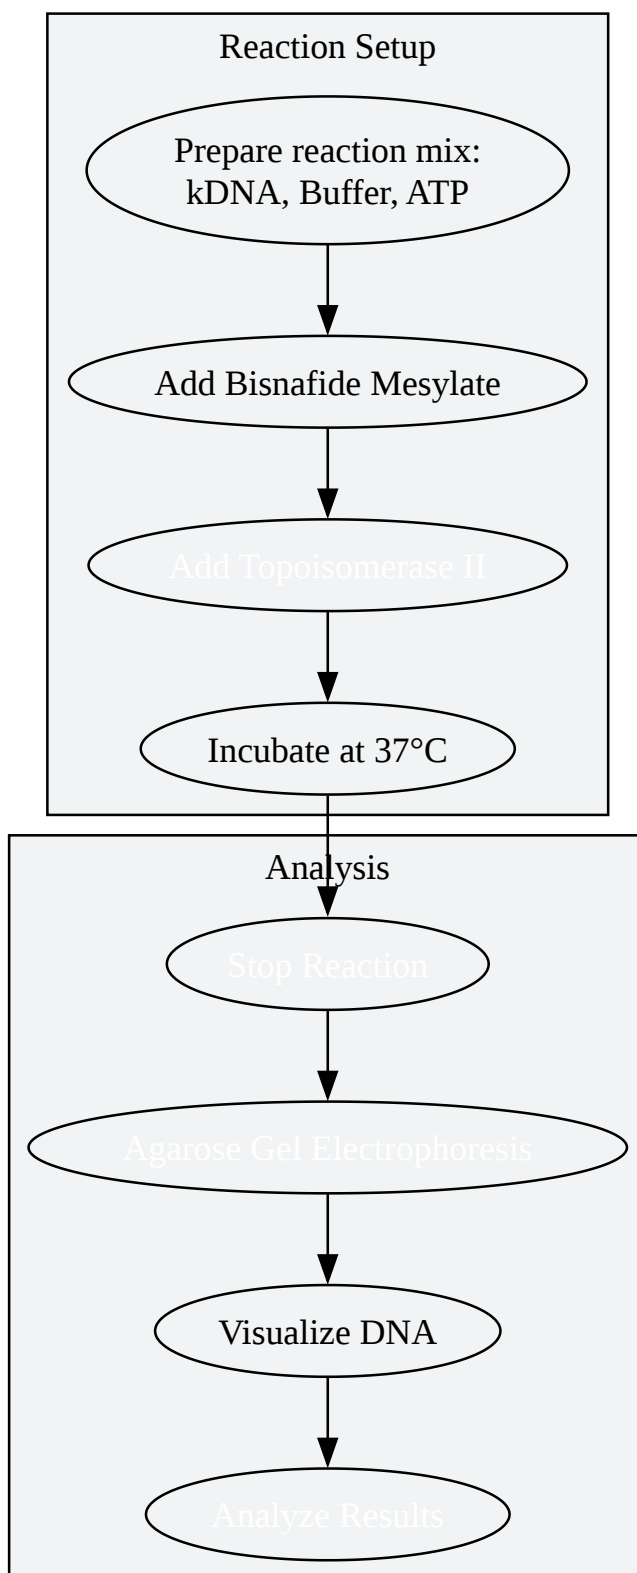 Reaction Setup
Prepare reaction mix:
kDNA, Buffer, ATP
Add Bisnafide Mesylate
Add Topoisomerase II
Incubate at 37°C
Analysis
Stop Reaction
Agarose Gel Electrophoresis
Visualize DNA
Analyze Results